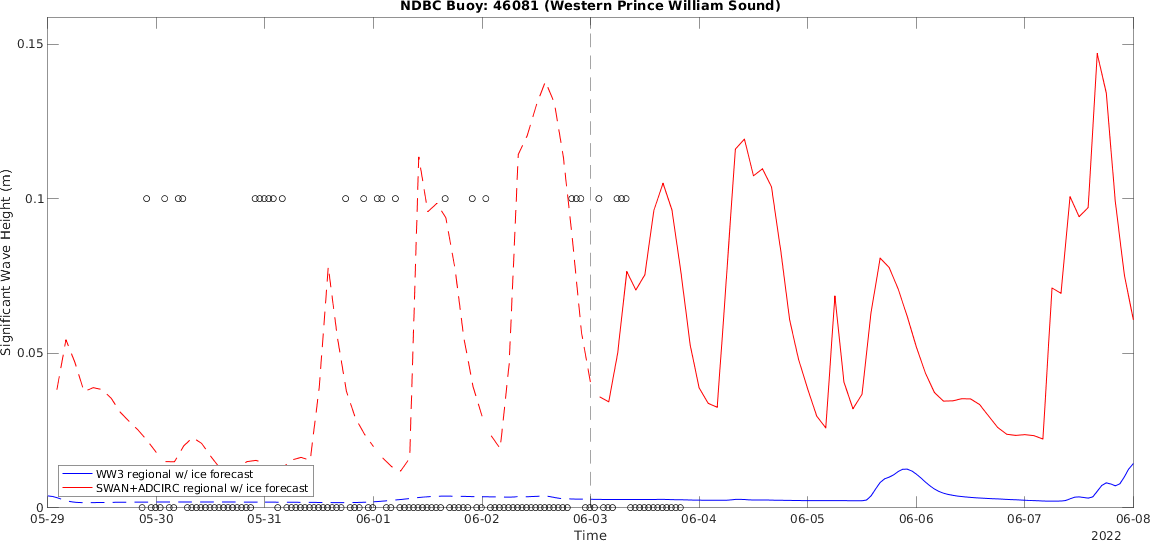 NDBC Buoy: 46081 (Western Prince William Sound)
0.15
0.1
0.05
0
Significant Wave Height (m)
WW3 regional w/ ice forecast
SWAN+ADCIRC regional w/ ice forecast
05-29 05-30 05-31 06-01 06-02 06-03 06-04 06-05 06-06 06-07 06-08
Time
2022